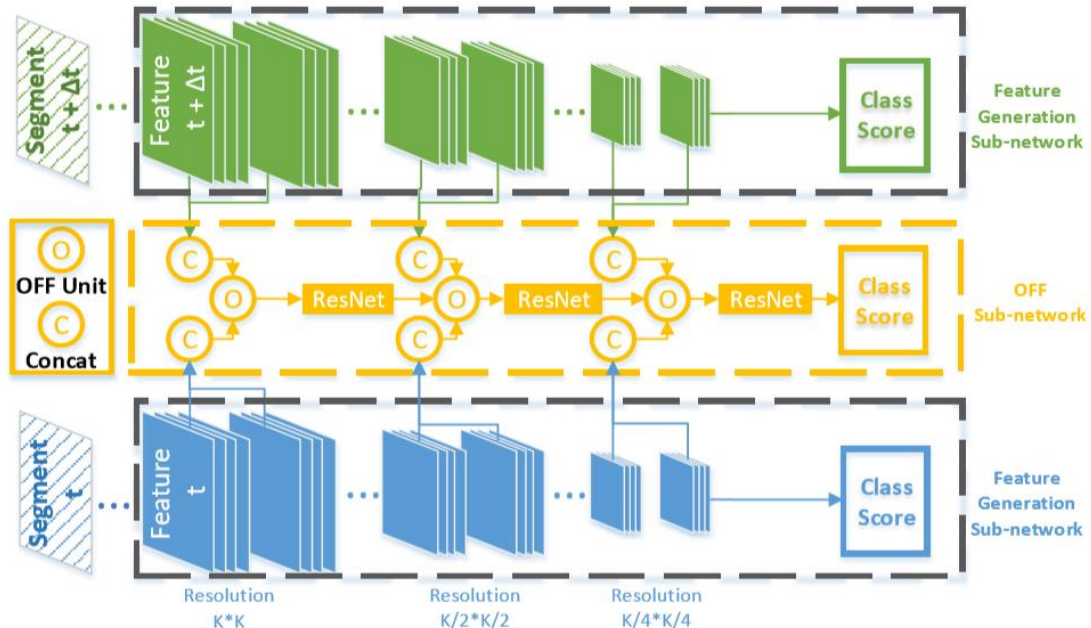 Segment
t + Δt
Feature
t + Δt
Class
Score
Feature
Generation
Sub-network
O
OFF Unit
C
Concat
C
C
C
O
ResNet
O
ResNet
O
ResNet
C
C
C
Class
Score
OFF
Sub-network
Segment
t
Feature
t
Class
Score
Feature
Generation
Sub-network
Resolution
K*K
Resolution
K/2*K/2
Resolution
K/4*K/4